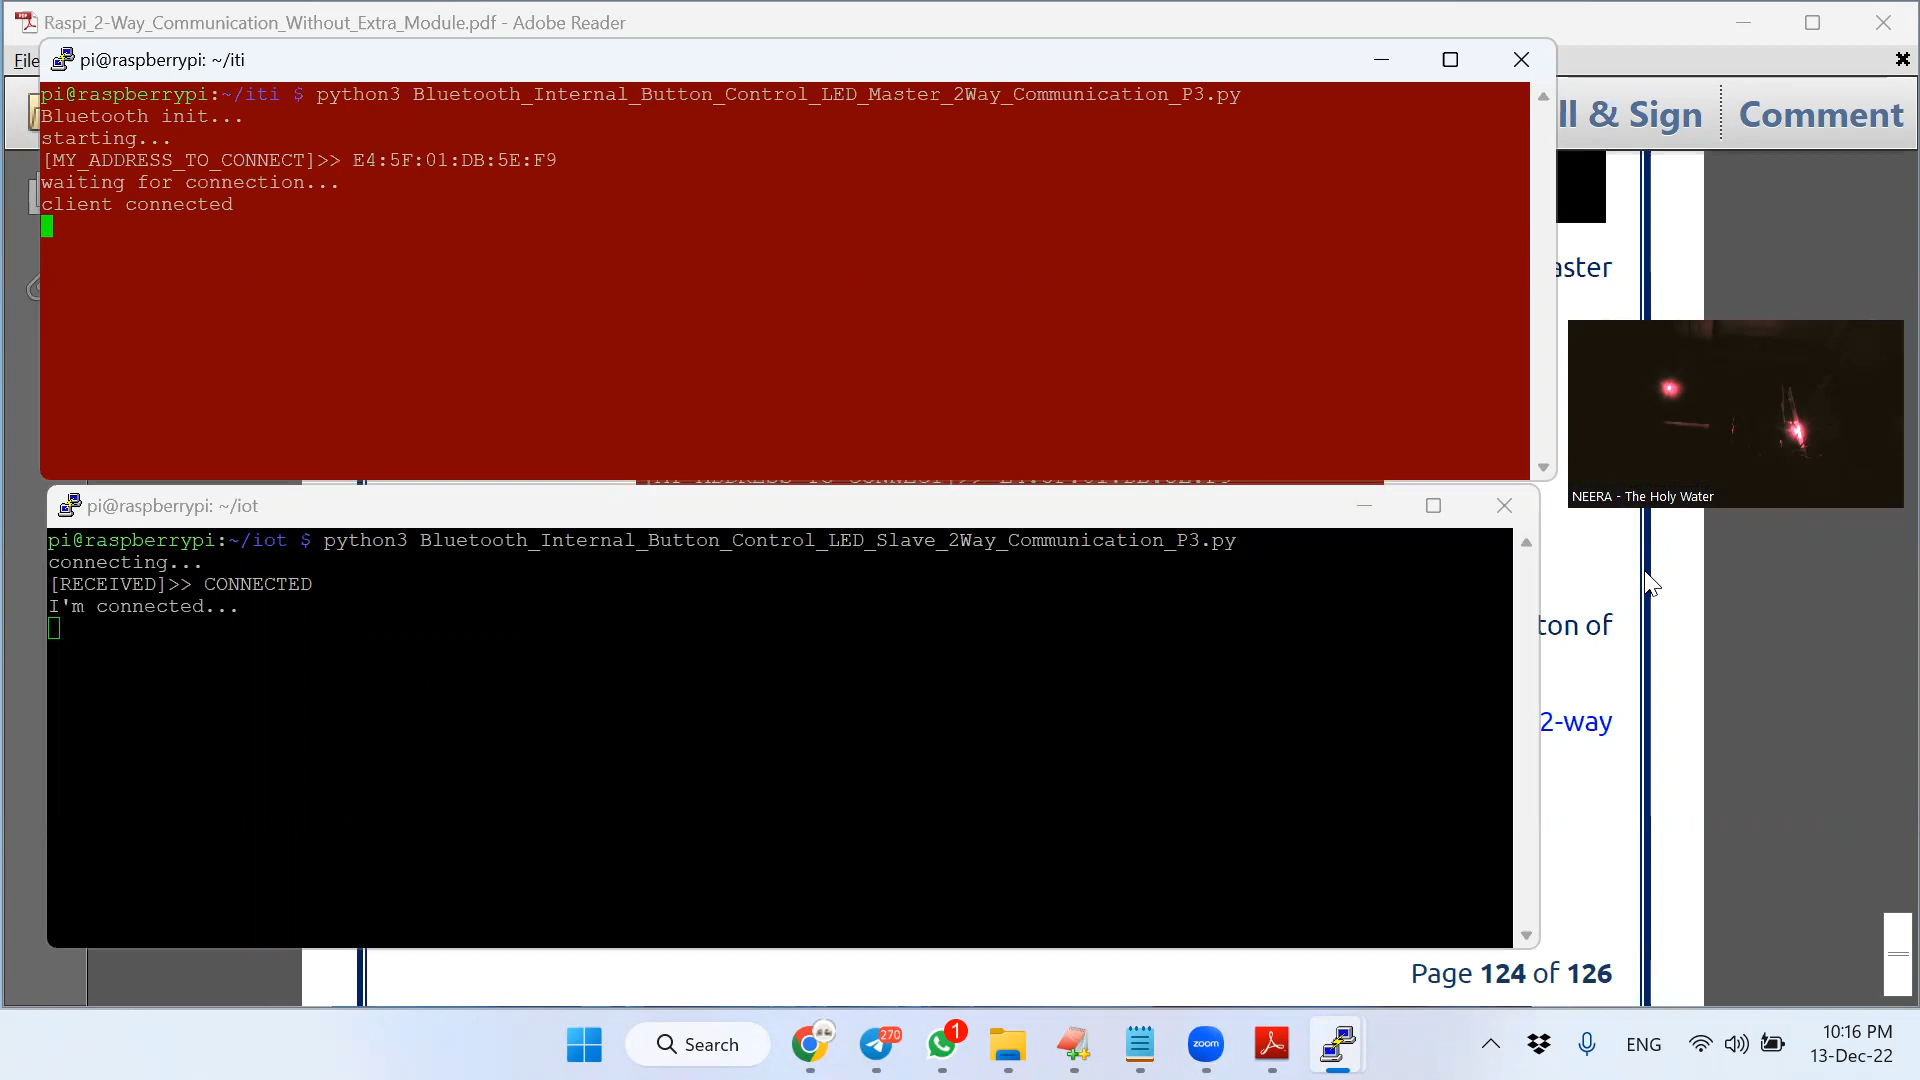 Raspi_2-Way_Communication_Without_Extra_Module.pdf - Adobe Reader
File
pi@raspberrypi: ~/iti
pi@raspberrypi:~/iti $ python3 Bluetooth_Internal_Button_Control_LED_Master_2Way_Communication_P3.py
Bluetooth init...
starting...
[MY_ADDRESS_TO_CONNECT]>> E4:5F:01:DB:5E:F9
waiting for connection...
client connected
ll & Sign
Comment
aster
NEERA - The Holy Water
pi@raspberrypi: ~/iot
pi@raspberrypi:~/iot $ python3 Bluetooth_Internal_Button_Control_LED_Slave_2Way_Communication_P3.py
connecting...
[RECEIVED]>> CONNECTED
I'm connected...
ton of
2-way
Page 124 of 126
Search
270
1
zoom
ENG
10:16 PM
13-Dec-22